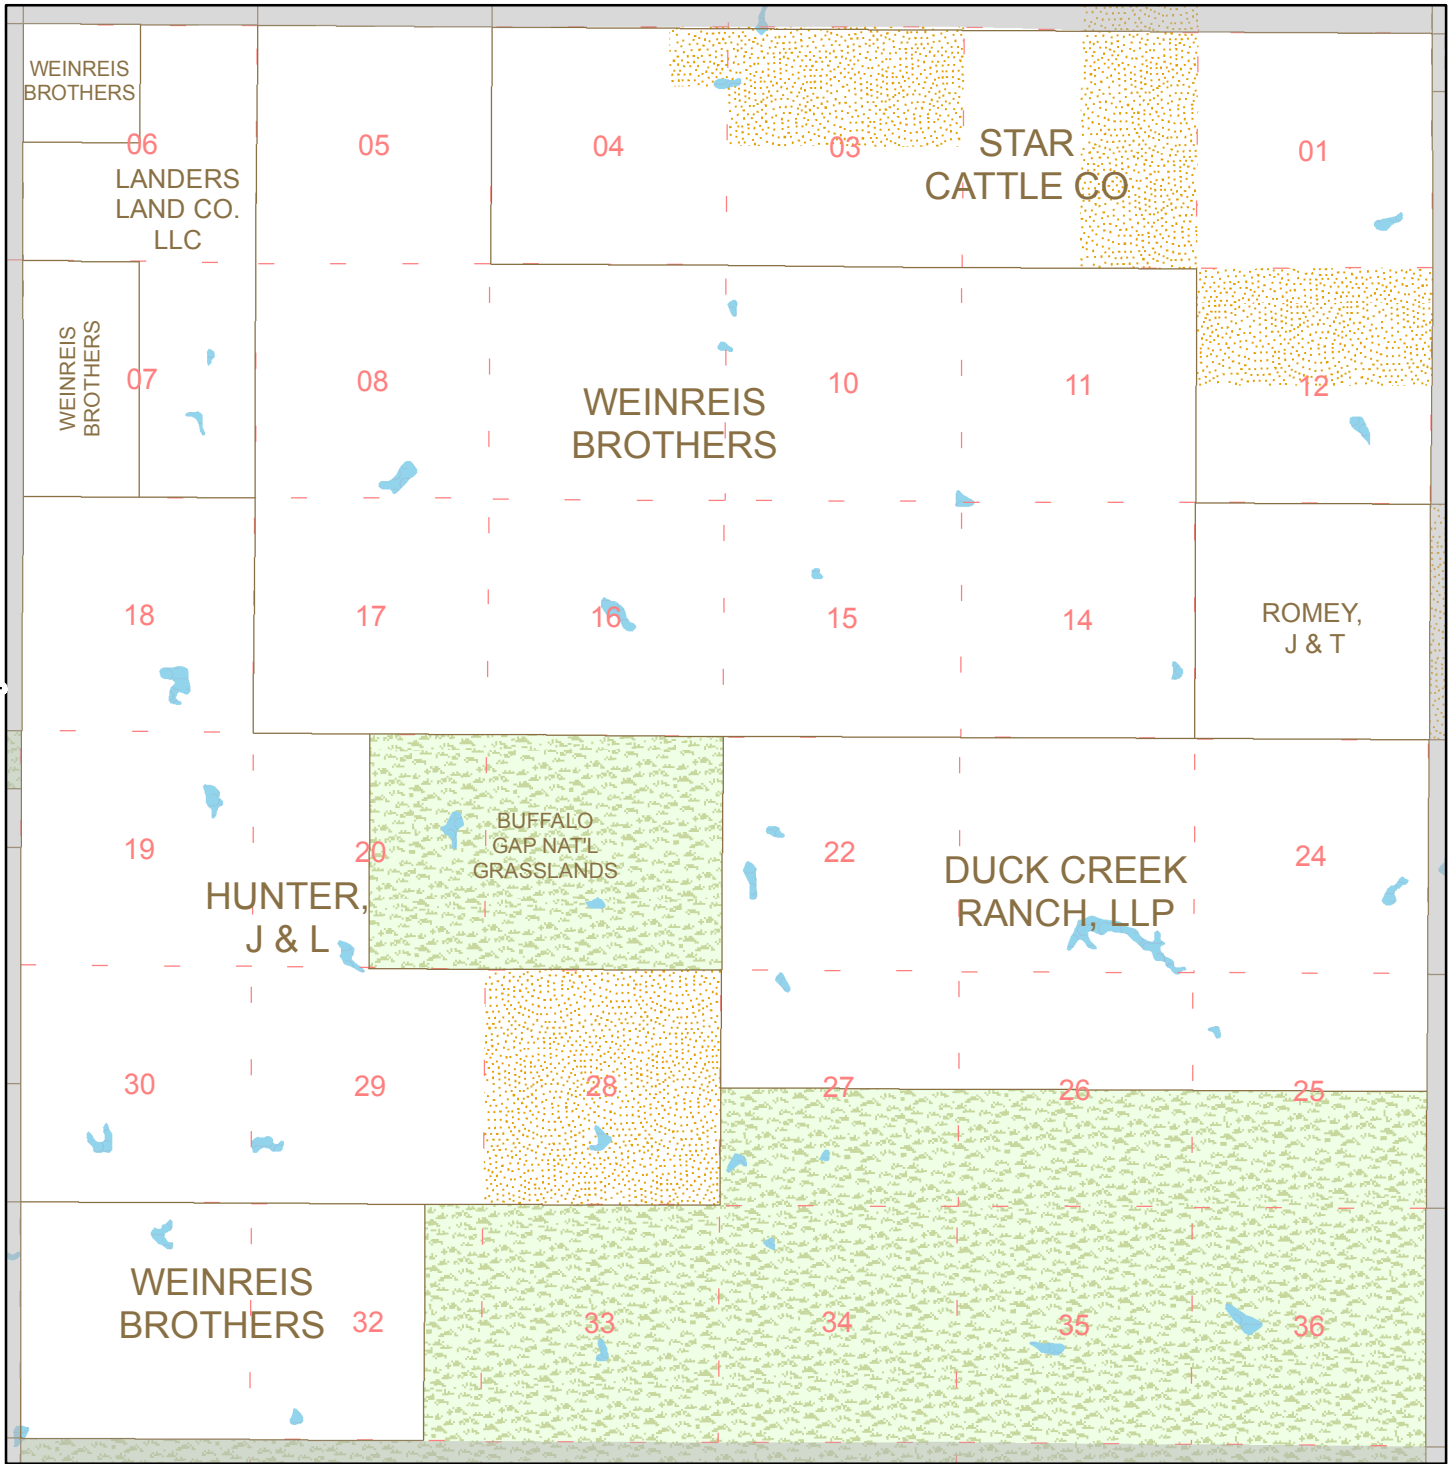 WEINREIS
BROTHERS
06
05
04
03
STAR
CATTLE CO
01
LANDERS
LAND CO.
LLC
WEINREIS
BROTHERS
07
08
WEINREIS
BROTHERS
10
11
12
18
17
16
15
14
ROMEY,
J & T
19
20
BUFFALO
GAP NAT'L
GRASSLANDS
22
DUCK CREEK
RANCH, LLP
24
HUNTER,
J & L
30
29
28
27
26
25
WEINREIS
BROTHERS
32
33
34
35
36